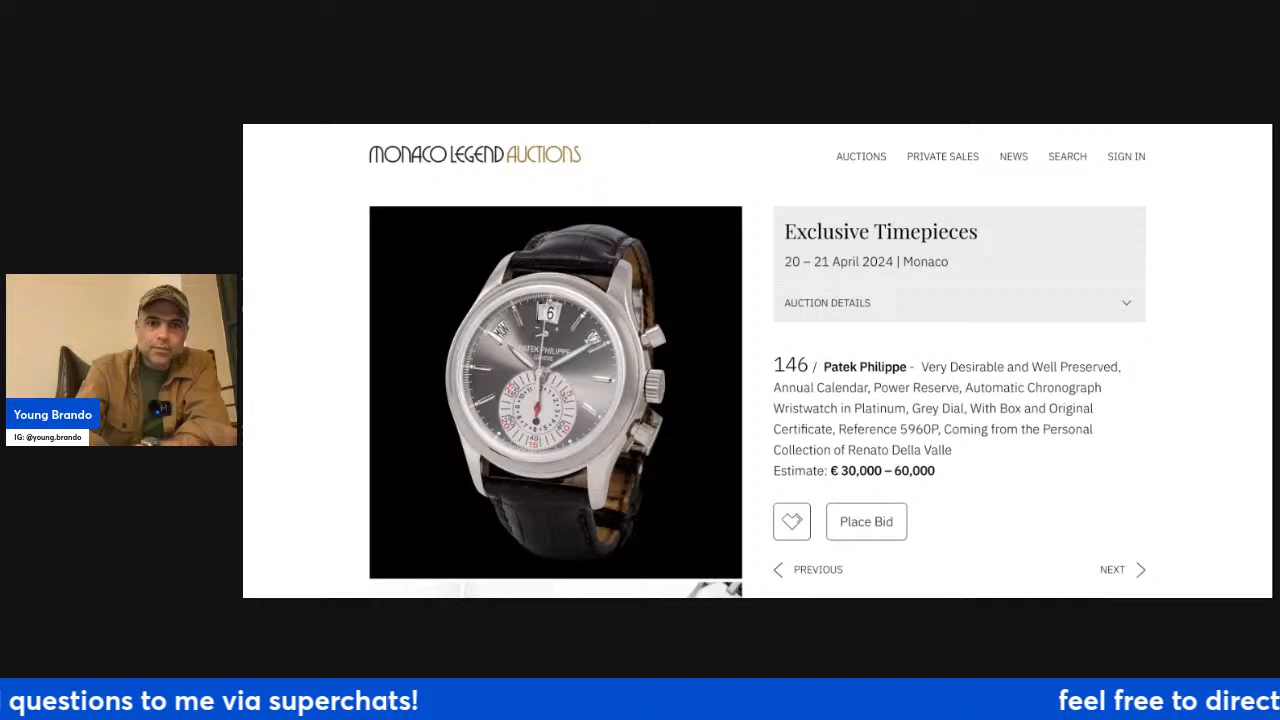 MONACO LEGEND AUCTIONS
AUCTIONS PRIVATE SALES NEWS SEARCH SIGN IN
Exclusive Timepieces
20 – 21 April 2024 | Monaco
AUCTION DETAILS
146 / Patek Philippe - Very Desirable and Well Preserved,
Annual Calendar, Power Reserve, Automatic Chronograph
Wristwatch in Platinum, Grey Dial, With Box and Original
Certificate, Reference 5960P, Coming from the Personal
Collection of Renato Della Valle
Estimate: € 30,000 – 60,000
Place Bid
PREVIOUS
NEXT
6
PATEK PHILIPPE
GENEVE
Young Brando
IG: @young.brando
questions to me via superchats!
feel free to direct